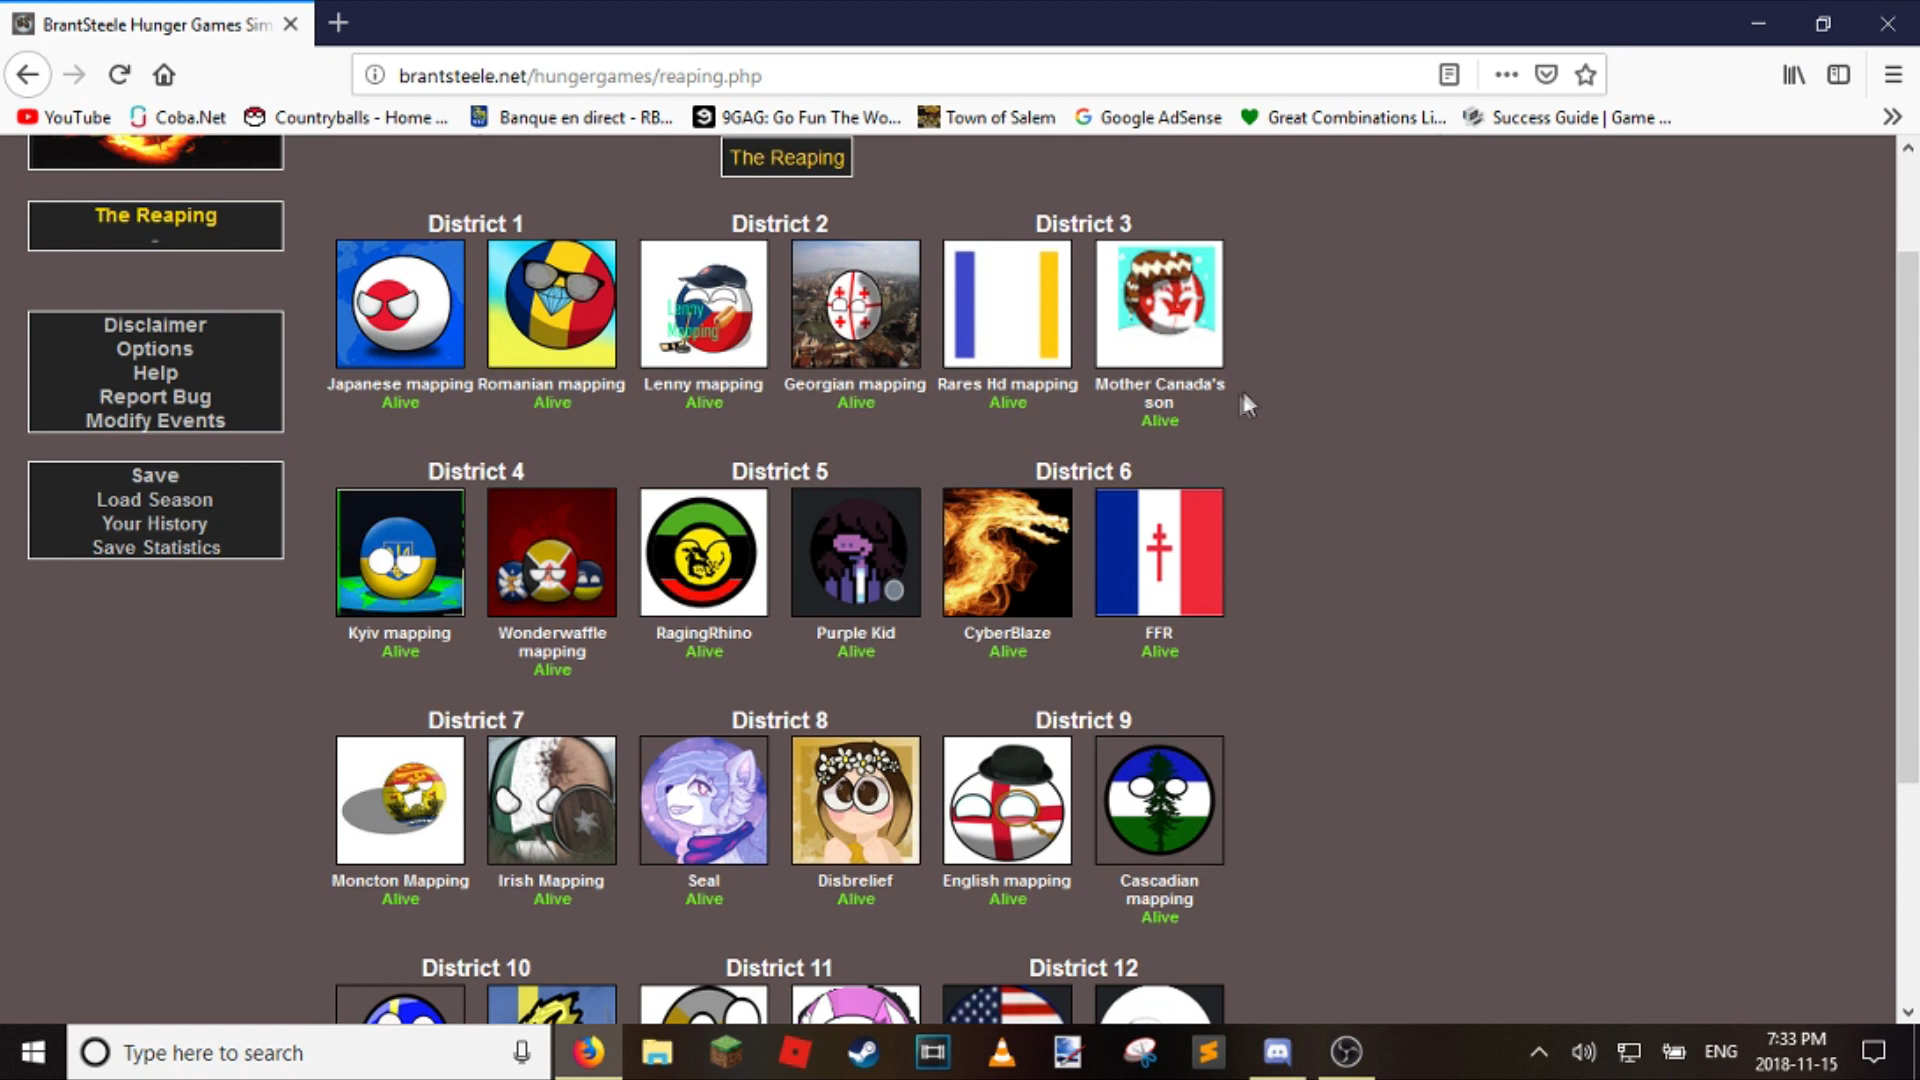 BrantSteele Hunger Games Sim
brantsteele.net/hungergames/reaping.php
YouTube
Coba.Net
Countryballs - Home ...
Banque en direct - RB...
9GAG: Go Fun The Wo...
Town of Salem
Google AdSense
Great Combinations Li...
Success Guide | Game ...
The Reaping
The Reaping
-
Disclaimer
Options
Help
Report Bug
Modify Events
Save
Load Season
Your History
Save Statistics
District 1
District 2
District 3
Lenny
Mapping
Japanese mapping
Alive
Romanian mapping
Alive
Lenny mapping
Alive
Georgian mapping
Alive
Rares Hd mapping
Alive
Mother Canada's
son
Alive
District 4
District 5
District 6
Kyiv mapping
Alive
Wonderwaffle
mapping
Alive
RagingRhino
Alive
Purple Kid
Alive
CyberBlaze
Alive
FFR
Alive
District 7
District 8
District 9
Moncton Mapping
Alive
Irish Mapping
Alive
Seal
Alive
Disbrelief
Alive
English mapping
Alive
Cascadian
mapping
Alive
District 10
District 11
District 12
Type here to search
ENG
7:33 PM
2018-11-15